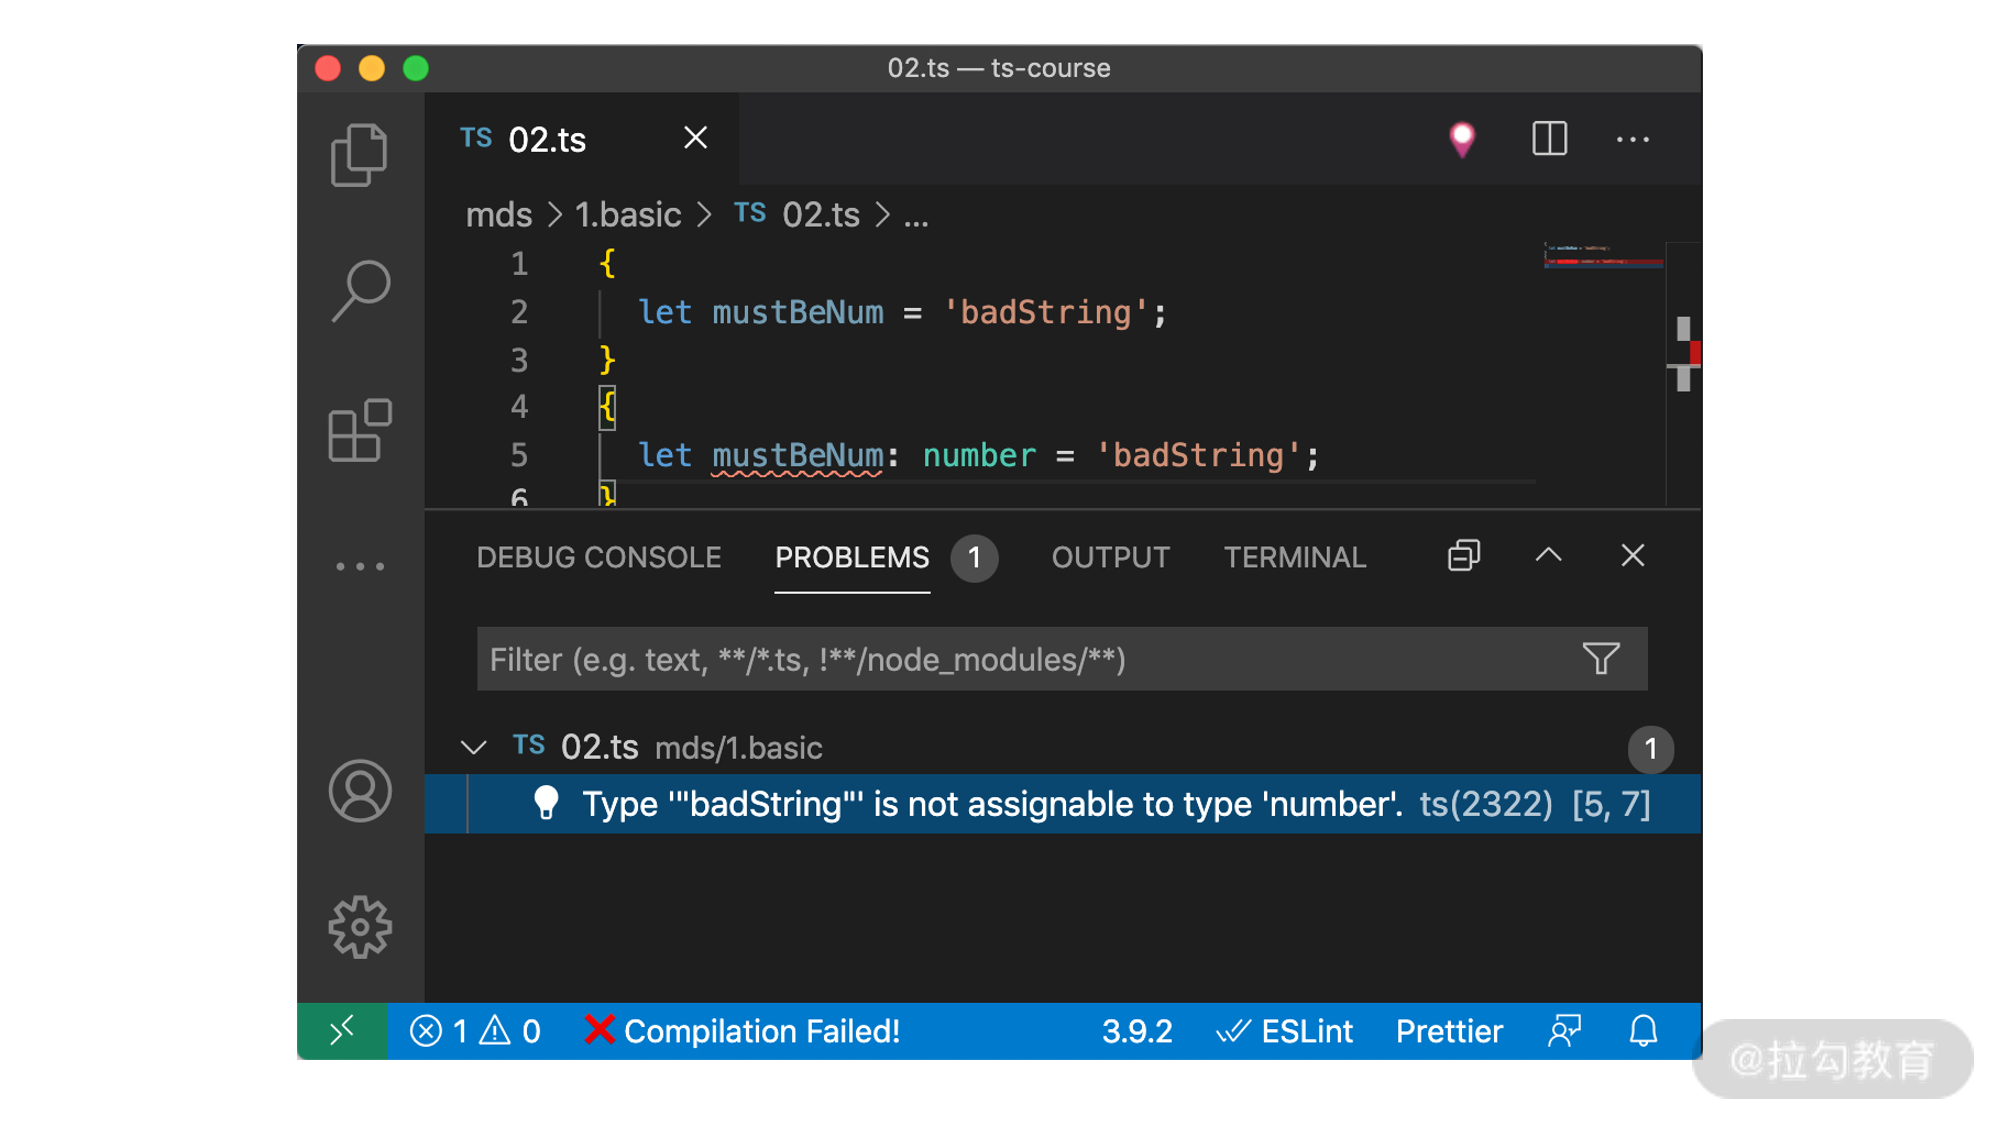 02.ts — ts-course
TS 02.ts
mds > 1.basic > TS 02.ts > ...
1 {
2 let mustBeNum = 'badString';
3 }
4 {
5 let mustBeNum: number = 'badString';
6 }
DEBUG CONSOLE PROBLEMS 1 OUTPUT TERMINAL
Filter (e.g. text, **/*.ts, !**/node_modules/**)
TS 02.ts mds/1.basic 1
Type '"badString"' is not assignable to type 'number'. ts(2322) [5, 7]
1 0 Compilation Failed! 3.9.2 ESLint Prettier
@拉勾教育